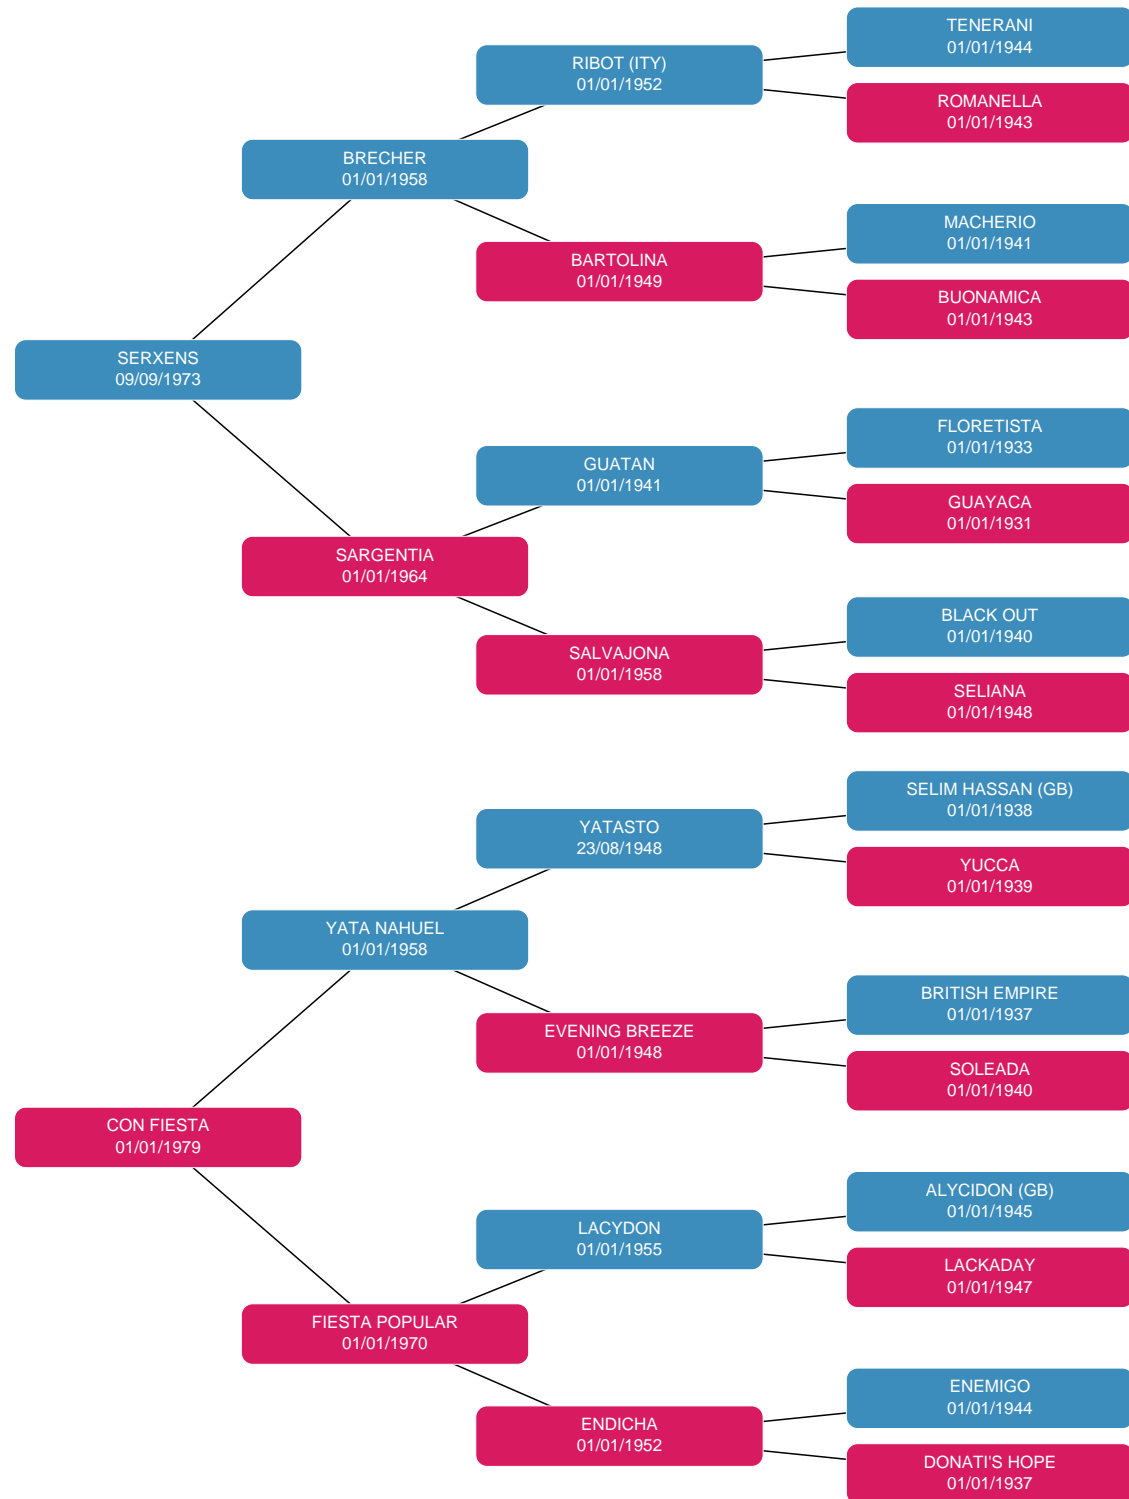 TENERANI
01/01/1944
RIBOT (ITY)
01/01/1952
ROMANELLA
01/01/1943
BRECHER
01/01/1958
MACHERIO
01/01/1941
BARTOLINA
01/01/1949
BUONAMICA
01/01/1943
SERXENS
09/09/1973
FLORETISTA
01/01/1933
GUATAN
01/01/1941
GUAYACA
01/01/1931
SARGENTIA
01/01/1964
BLACK OUT
01/01/1940
SALVAJONA
01/01/1958
SELIANA
01/01/1948
SELIM HASSAN (GB)
01/01/1938
YATASTO
23/08/1948
YUCCA
01/01/1939
YATA NAHUEL
01/01/1958
BRITISH EMPIRE
01/01/1937
EVENING BREEZE
01/01/1948
SOLEADA
01/01/1940
CON FIESTA
01/01/1979
ALYCIDON (GB)
01/01/1945
LACYDON
01/01/1955
LACKADAY
01/01/1947
FIESTA POPULAR
01/01/1970
ENEMIGO
01/01/1944
ENDICHA
01/01/1952
DONATI'S HOPE
01/01/1937